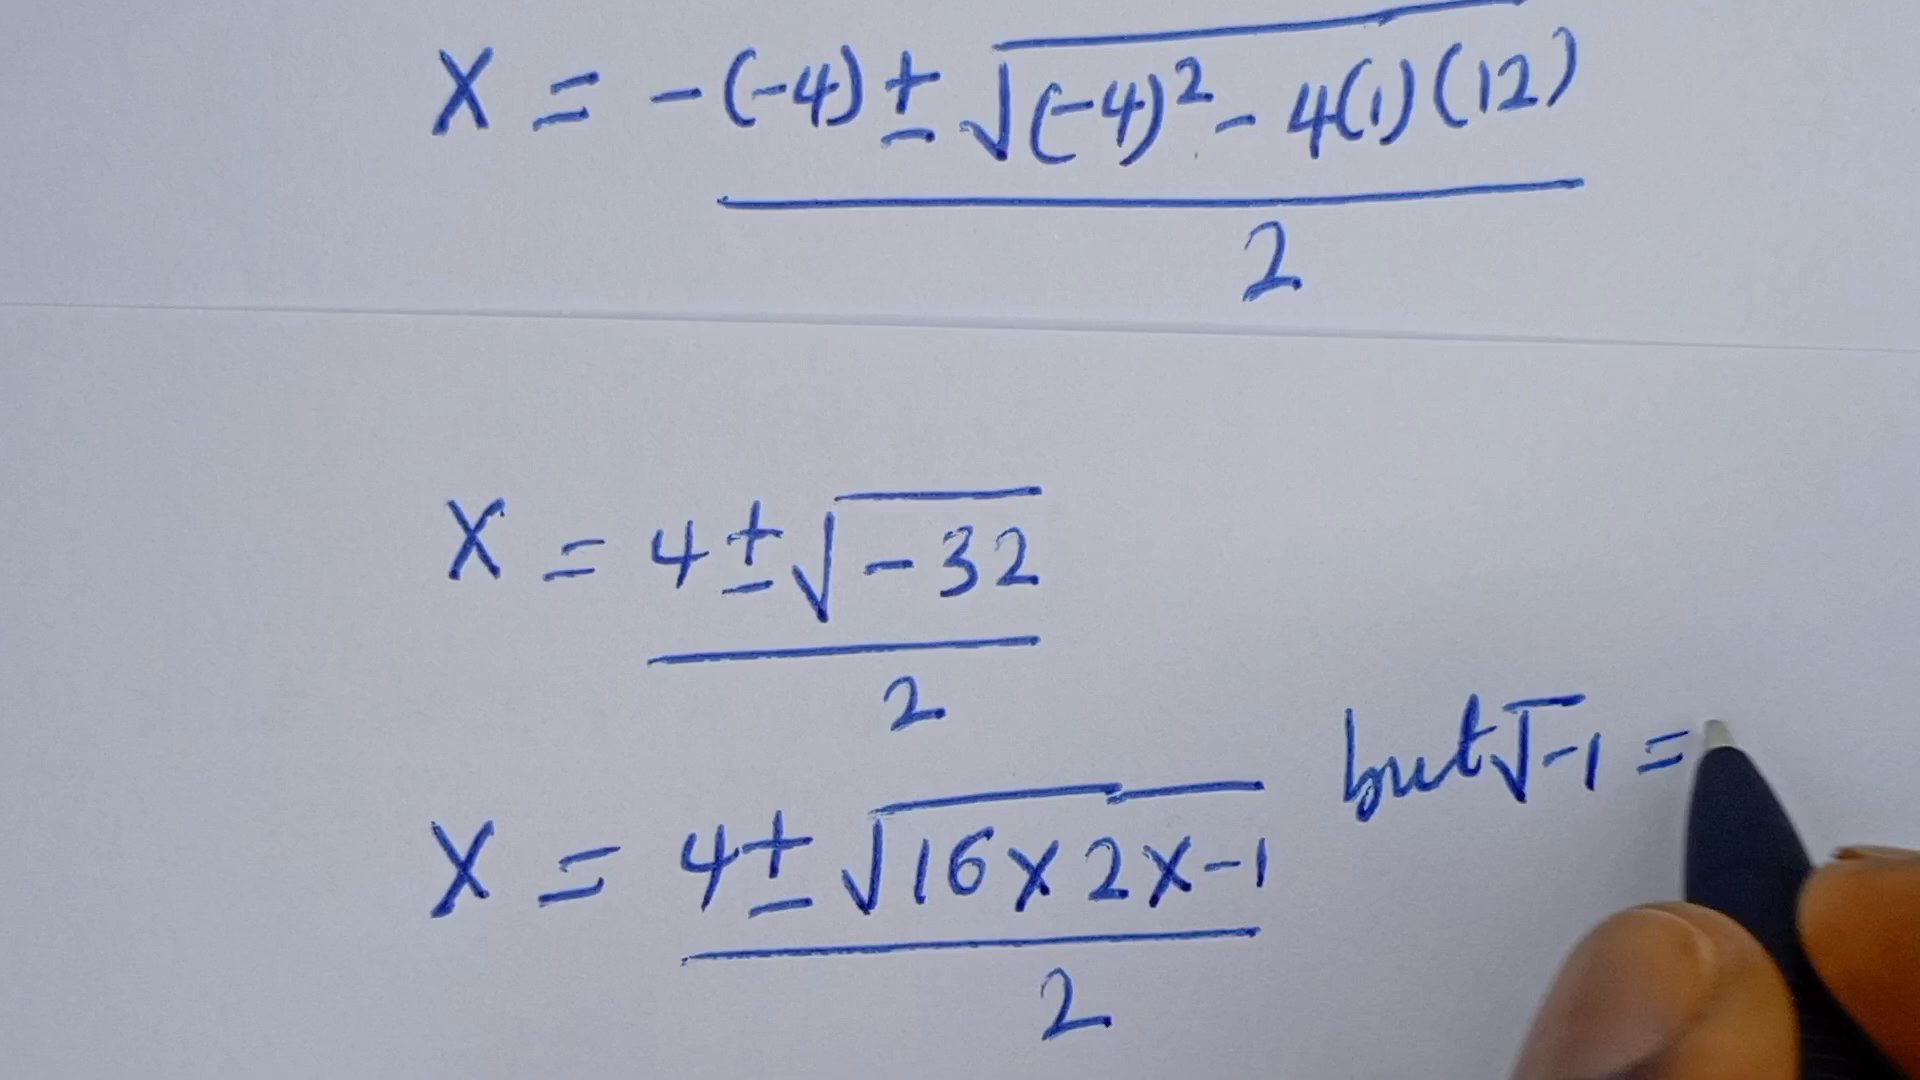 X = -(-4) ± √(-4)² - 4(1)(12)
2
X = 4 ± √-32
2
but √-1 =
X = 4 ± √16 x 2 x -1
2